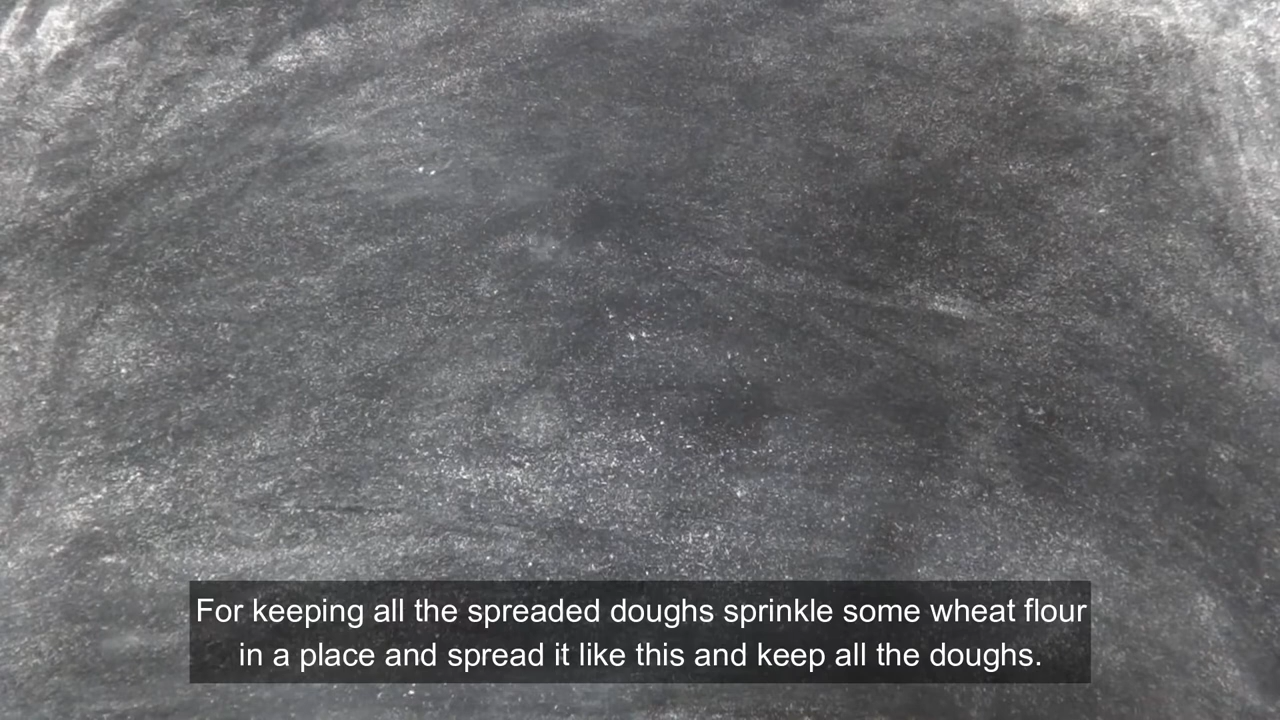 For keeping all the spreaded doughs sprinkle some wheat flour
in a place and spread it like this and keep all the doughs.